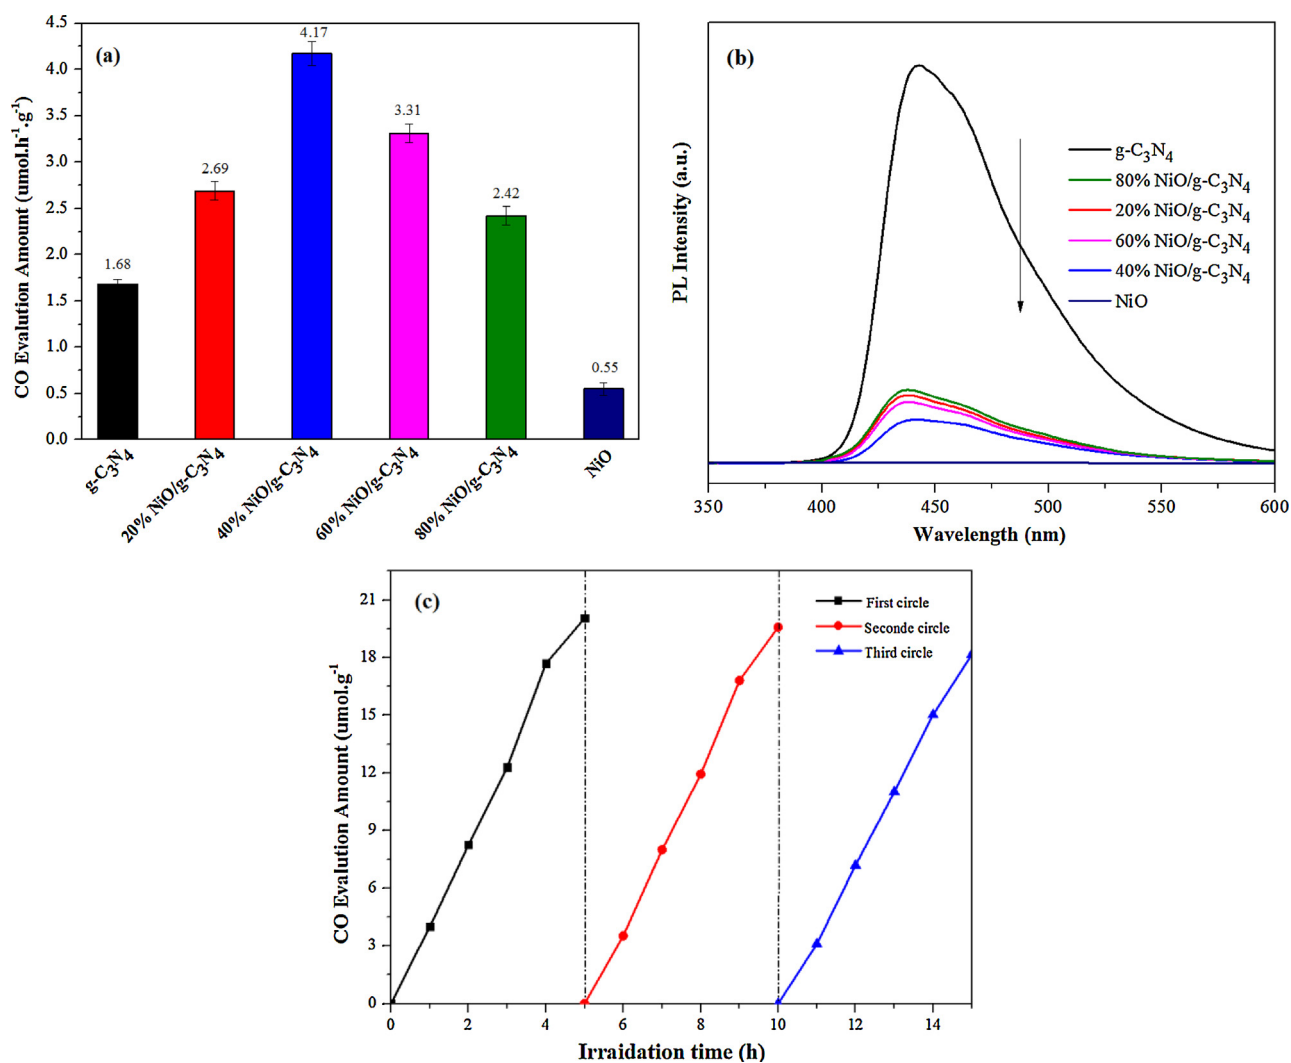 (a)
CO Evalution Amount (umol.h-1.g-1)
4.5
4.0
3.5
3.0
2.5
2.0
1.5
1.0
0.5
0.0
1.68
2.69
4.17
3.31
2.42
0.55
g-C3N4
20% NiO/g-C3N4
40% NiO/g-C3N4
60% NiO/g-C3N4
80% NiO/g-C3N4
NiO
(b)
PL Intensity (a.u.)
g-C3N4
80% NiO/g-C3N4
20% NiO/g-C3N4
60% NiO/g-C3N4
40% NiO/g-C3N4
NiO
350 400 450 500 550 600
Wavelength (nm)
(c)
CO Evalution Amount (umol.g-1)
21
18
15
12
9
6
3
0
First circle
Seconde circle
Third circle
0 2 4 6 8 10 12 14
Irraidation time (h)